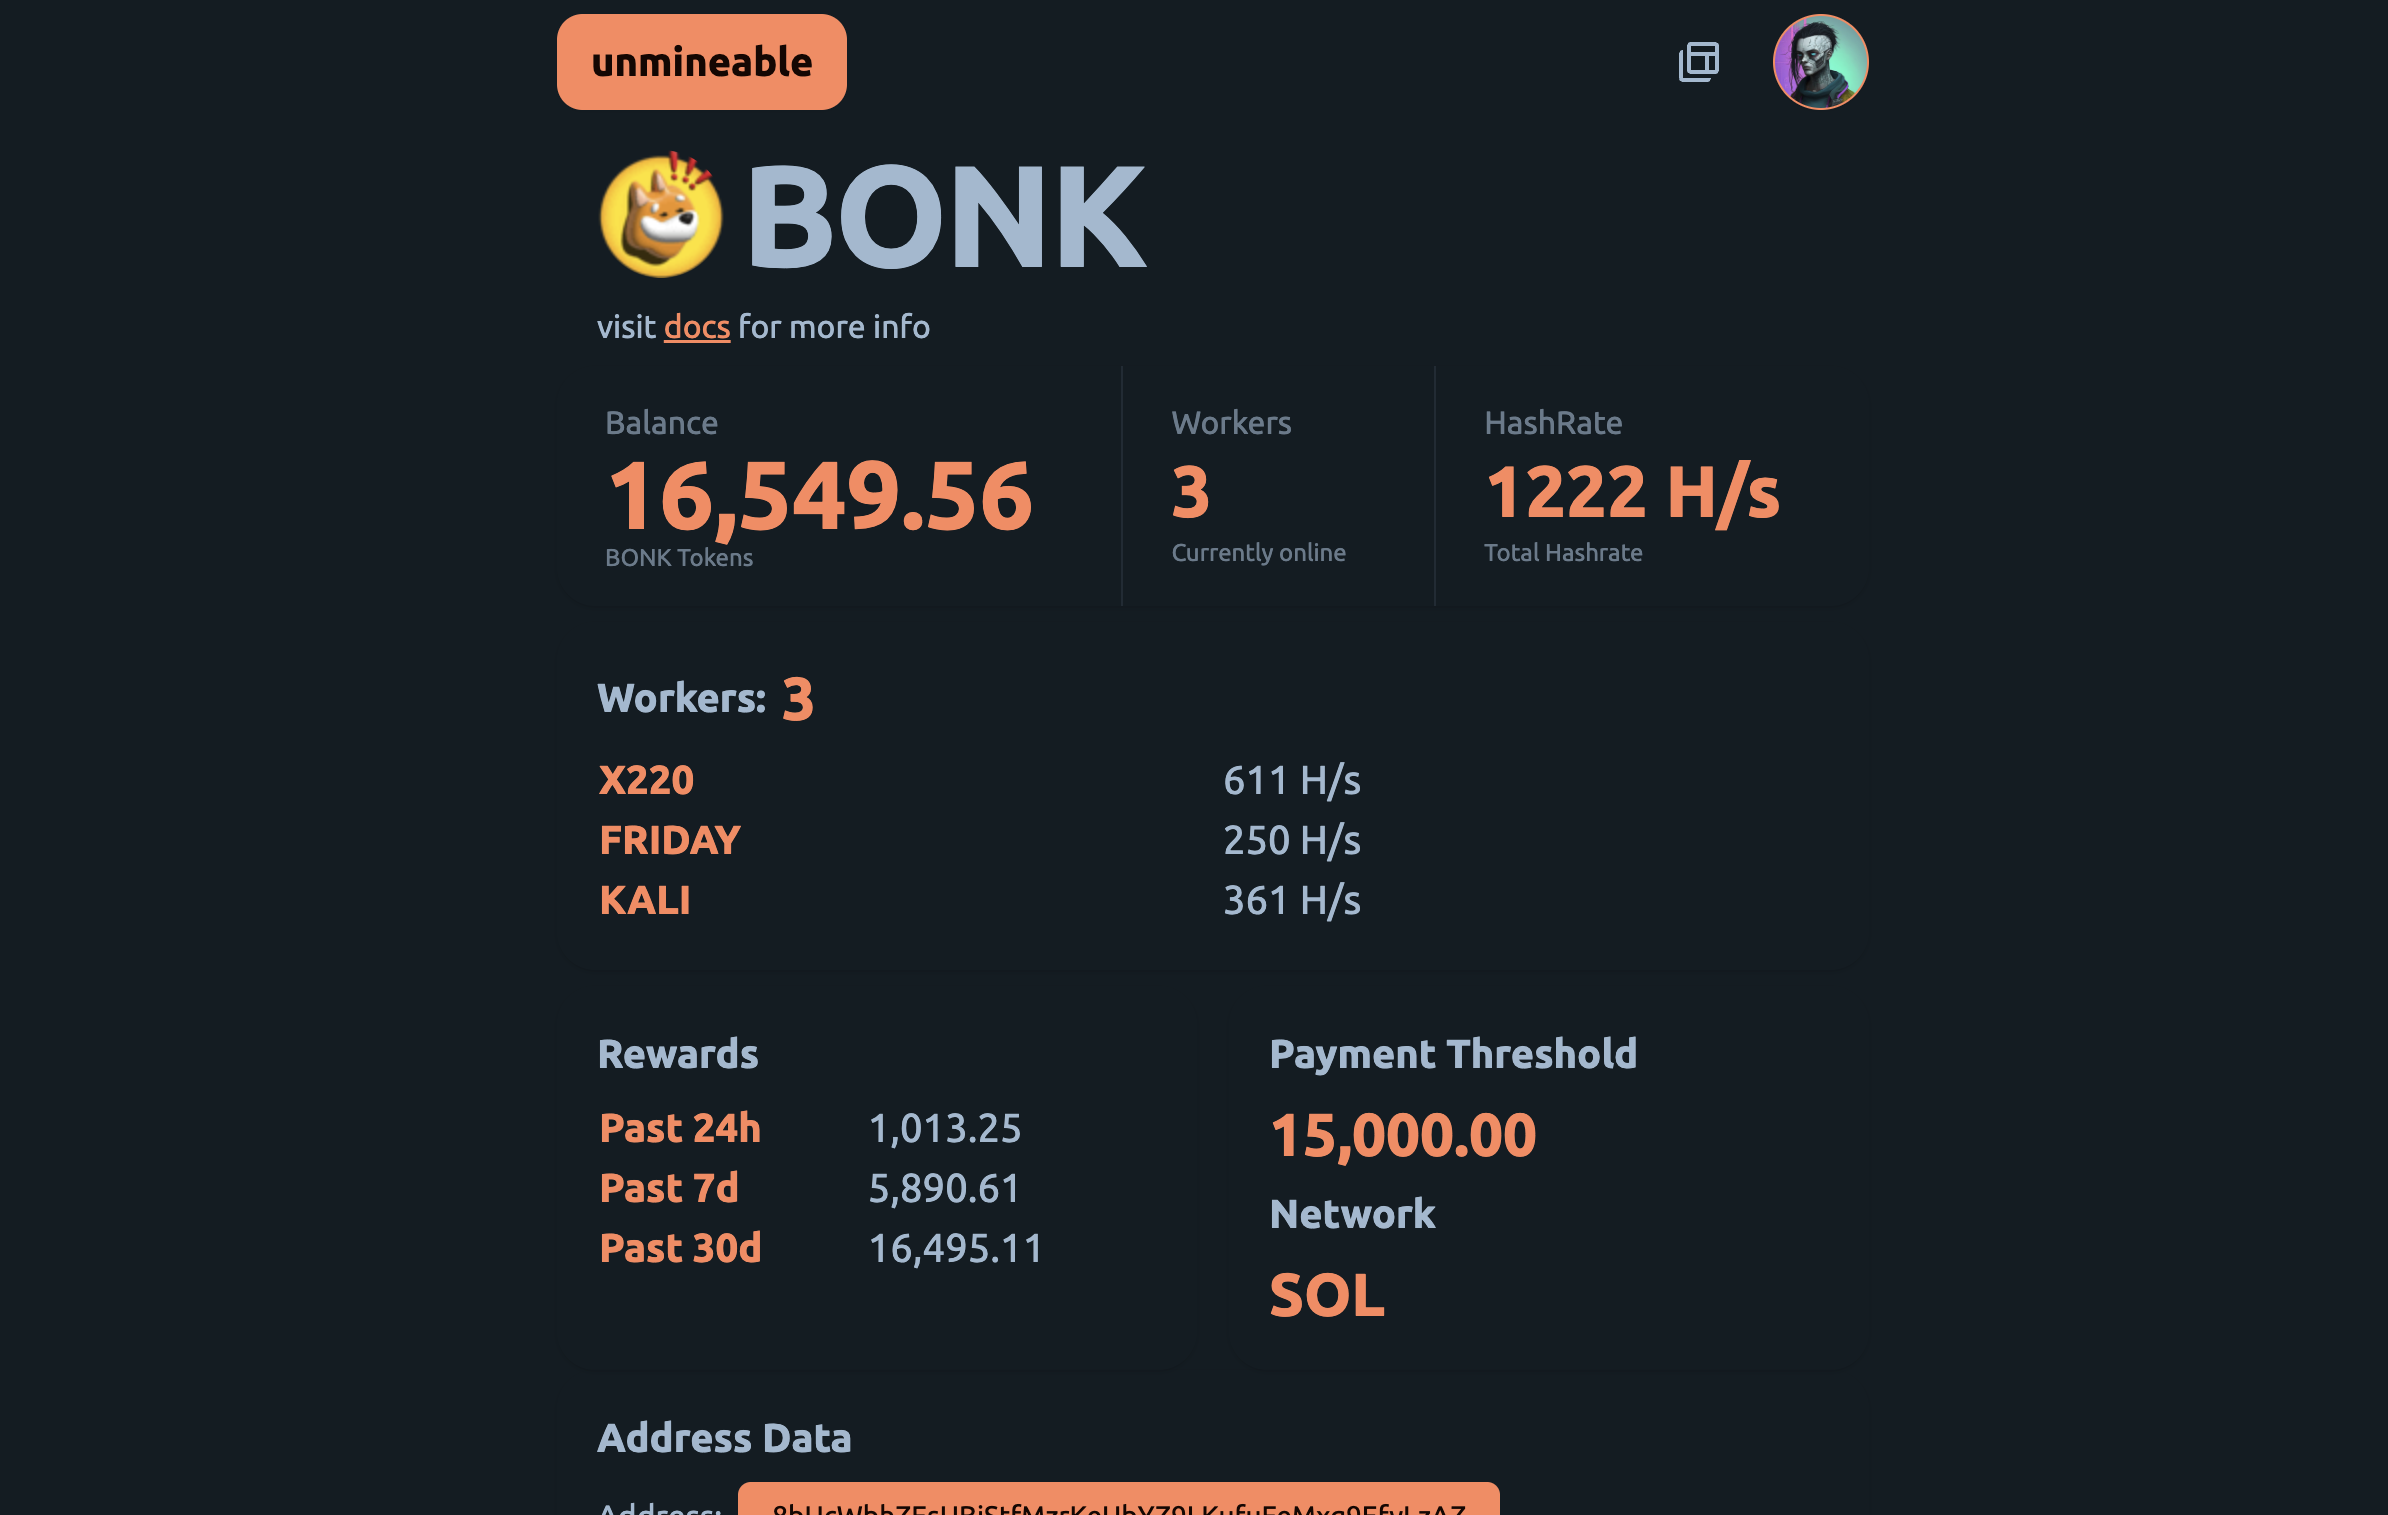 unmineable
BONK
visit docs for more info
Balance
16,549.56
BONK Tokens
Workers
3
Currently online
HashRate
1222 H/s
Total Hashrate
Workers: 3
X220 611 H/s
FRIDAY 250 H/s
KALI 361 H/s
Rewards
Past 24h 1,013.25
Past 7d 5,890.61
Past 30d 16,495.11
Payment Threshold
15,000.00
Network
SOL
Address Data
Address: